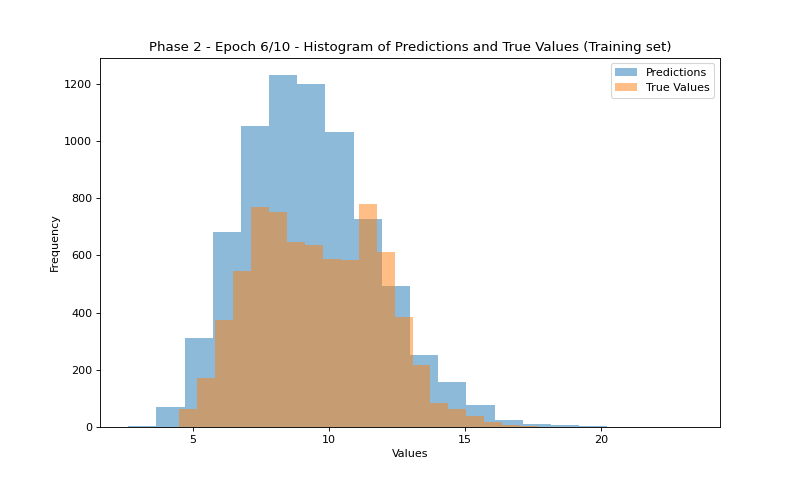 Phase 2 - Epoch 6/10 - Histogram of Predictions and True Values (Training set)
Predictions
True Values
1200
1000
800
600
400
200
0
Frequency
5
10
15
20
Values